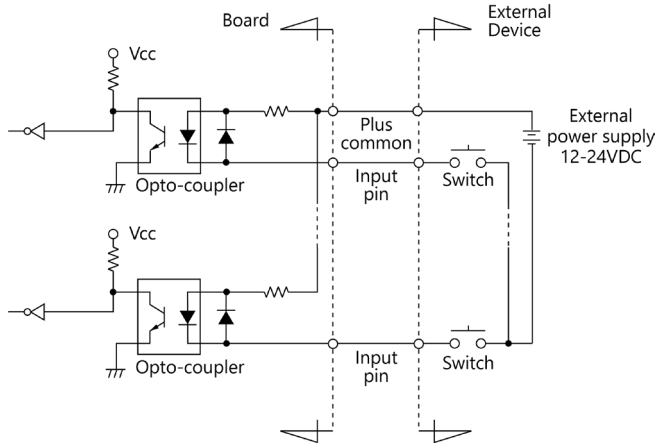 Board
External
Device
Vcc
Plus
common
External
power supply
12-24VDC
Opto-coupler
Input
pin
Switch
Vcc
Opto-coupler
Input
pin
Switch